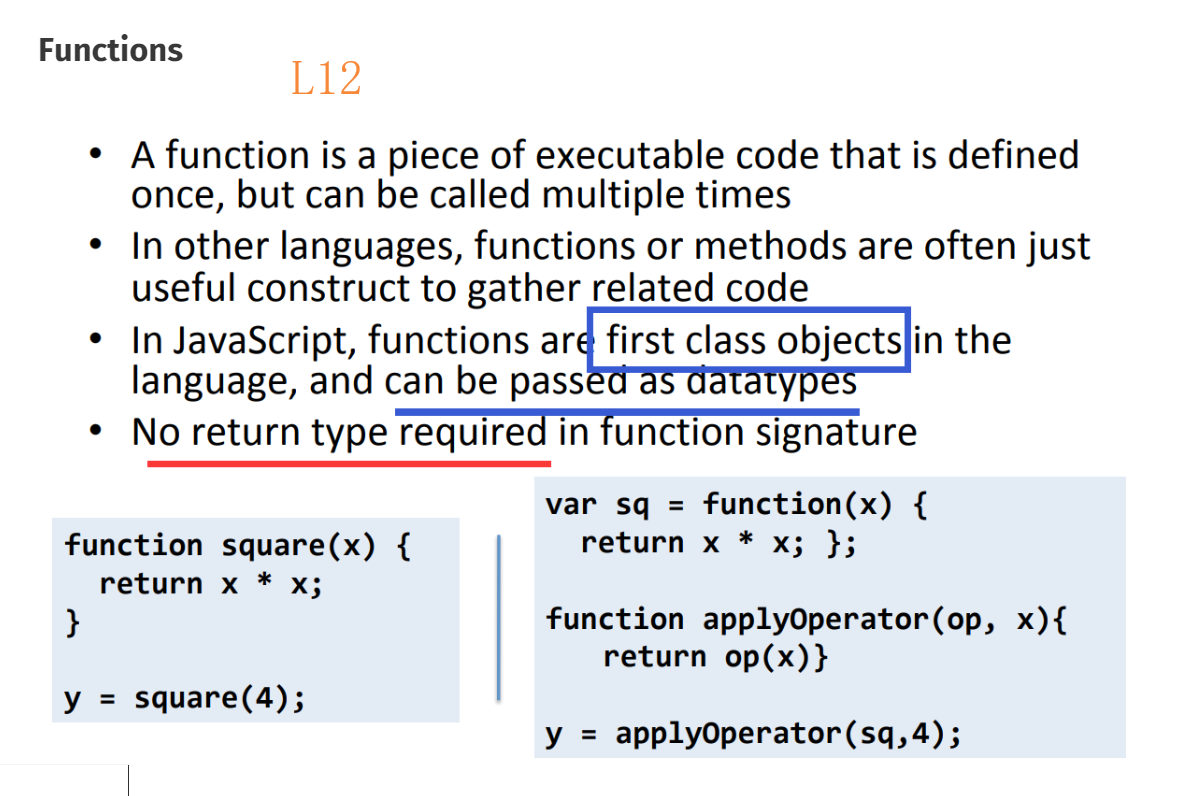 Functions
L12
• A function is a piece of executable code that is defined
once, but can be called multiple times
• In other languages, functions or methods are often just
useful construct to gather related code
• In JavaScript, functions are first class objects in the
language, and can be passed as datatypes
• No return type required in function signature
function square(x) {
  return x * x;
}
y = square(4);
var sq = function(x) {
  return x * x; };
function applyOperator(op, x){
   return op(x)}
y = applyOperator(sq,4);